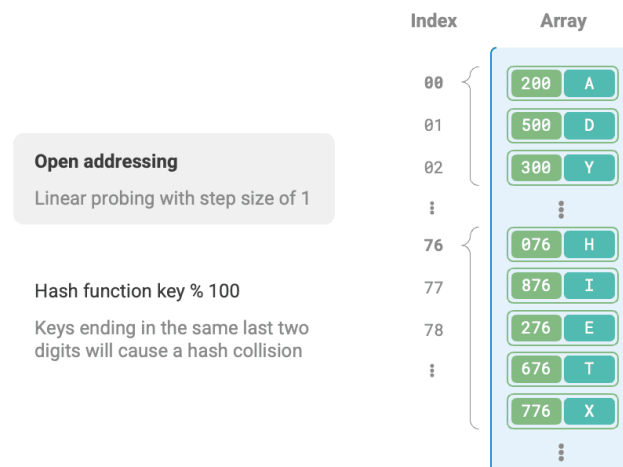 Index Array
00 200 A
01 500 D
Open addressing
02 300 Y
Linear probing with step size of 1
76 076 H
Hash function key % 100
77 876 I
Keys ending in the same last two
78 276 E
digits will cause a hash collision
676 T
776 X